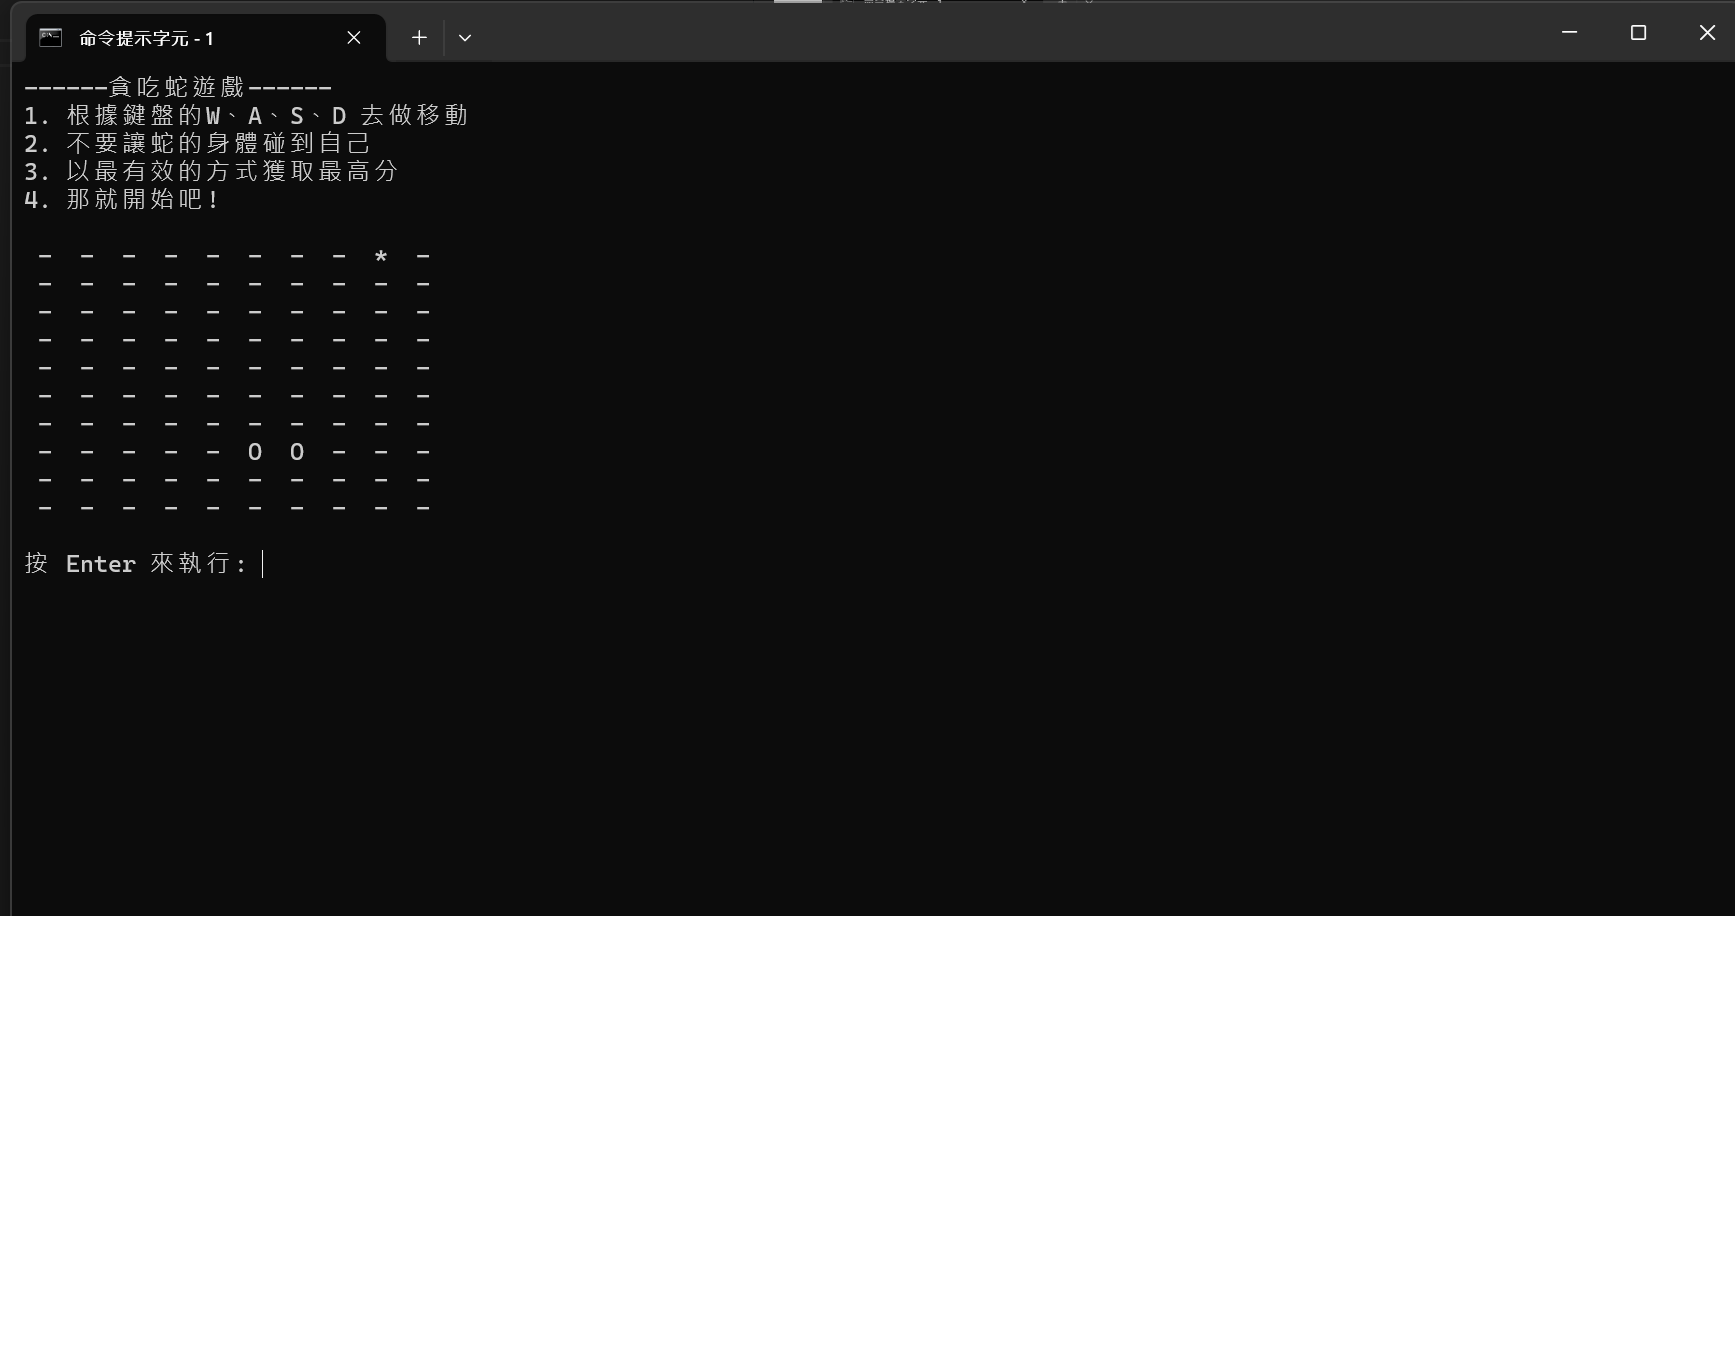 命令提示字元 - 1
------貪吃蛇遊戲------
1. 根據鍵盤的W、A、S、D 去做移動
2. 不要讓蛇的身體碰到自己
3. 以最有效的方式獲取最高分
4. 那就開始吧!
- - - - - - - - * -
- - - - - - - - - -
- - - - - - - - - -
- - - - - - - - - -
- - - - - - - - - -
- - - - - - - - - -
- - - - - - - - - -
- - - - - O O - - -
- - - - - - - - - -
- - - - - - - - - -
按 Enter 來執行: